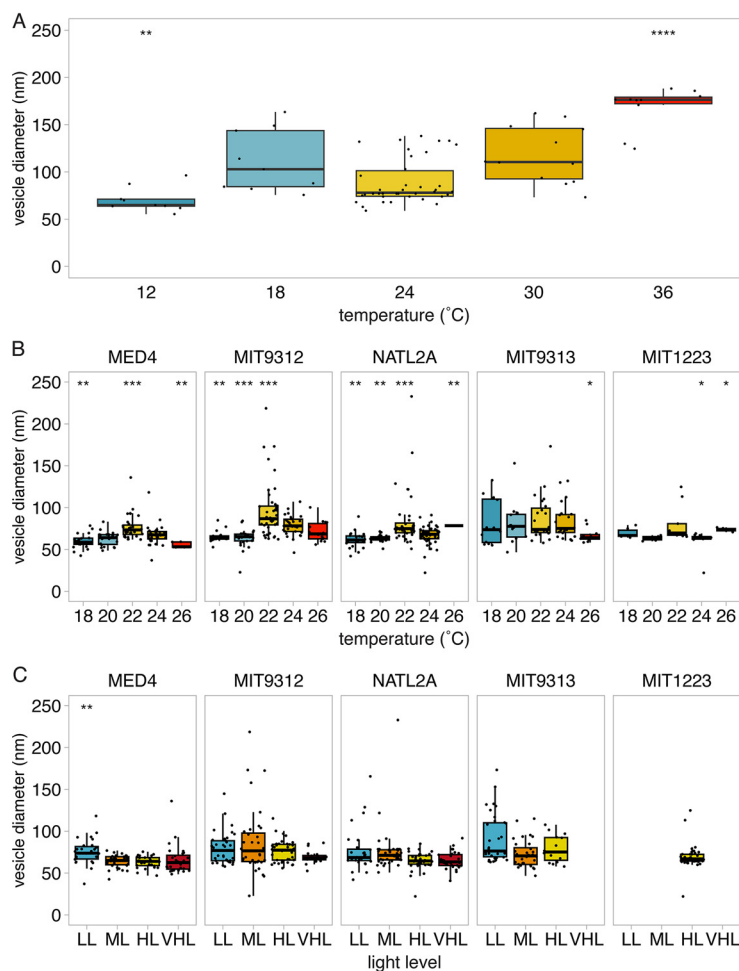 A
250
200
150
100
50
0
vesicle diameter (nm)
** ****
12 18 24 30 36
temperature (˚C)
B
MED4 MIT9312 NATL2A MIT9313 MIT1223
250
200
150
100
50
0
vesicle diameter (nm)
** *** ** ** *** *** ** ** *** ** * * *
18 20 22 24 26 18 20 22 24 26 18 20 22 24 26 18 20 22 24 26 18 20 22 24 26
temperature (˚C)
C
MED4 MIT9312 NATL2A MIT9313 MIT1223
250
200
150
100
50
0
vesicle diameter (nm)
**
LL ML HL VHL LL ML HL VHL LL ML HL VHL LL ML HL VHL LL ML HL VHL
light level